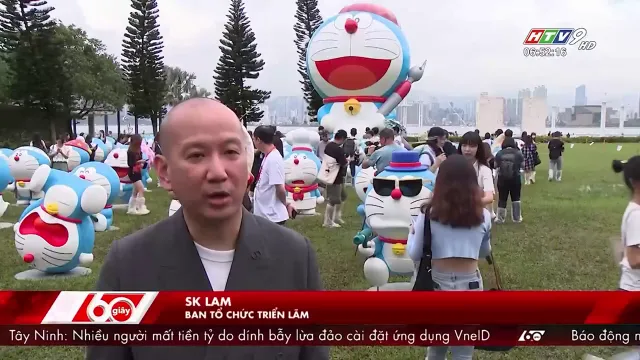 HTV9 HD
06:52:16
60 giây
SK LAM
BAN TỔ CHỨC TRIỂN LÃM
Tây Ninh: Nhiều người mất tiền tỷ do dính bẫy lừa đảo cài đặt ứng dụng VneID 60 Báo động n